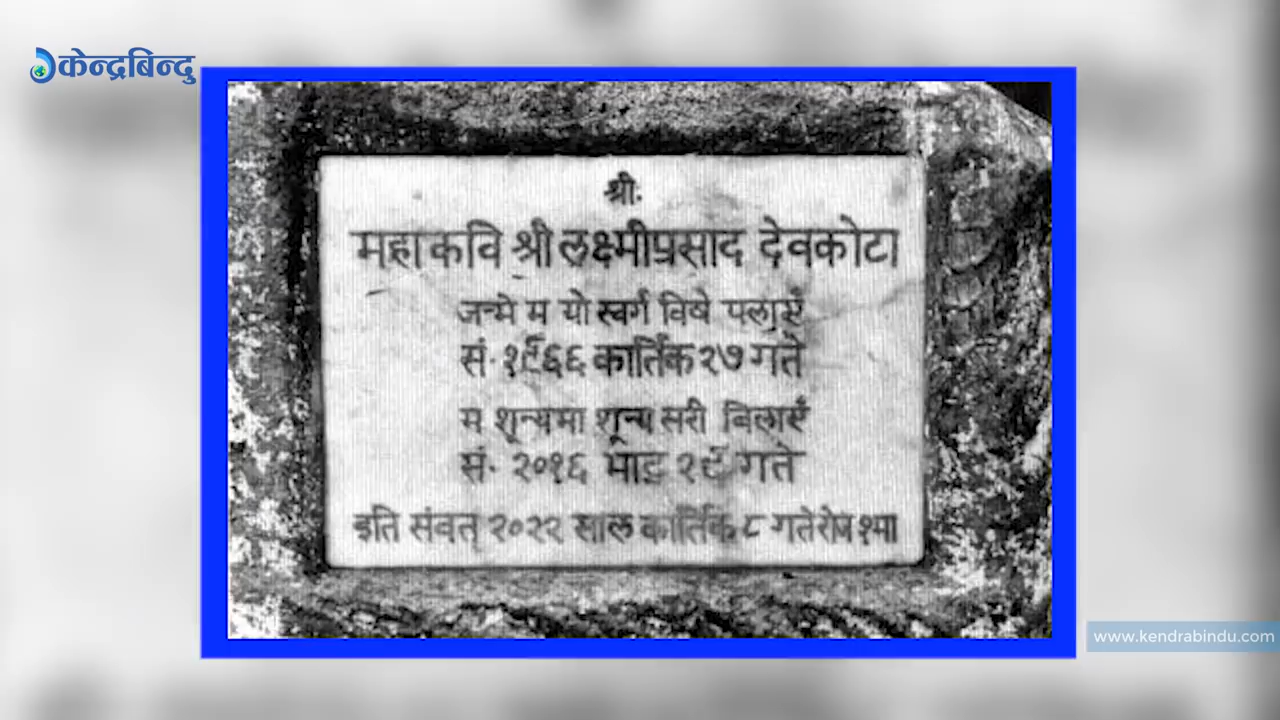 केन्द्रबिन्दु
श्री.
महाकवि श्री लक्ष्मीप्रसाद देवकोटा
जन्मे म यो स्वर्ग विषे पलाएँ
सं. १९६६ कार्तिक २७ गते
म शून्यमा शून्य सरी बिलाएँ
सं. २०१६ भाद्र २९ गते
इति संवत् २०२२ साल कार्तिक ८ गते रोज १मा
www.kendrabindu.com